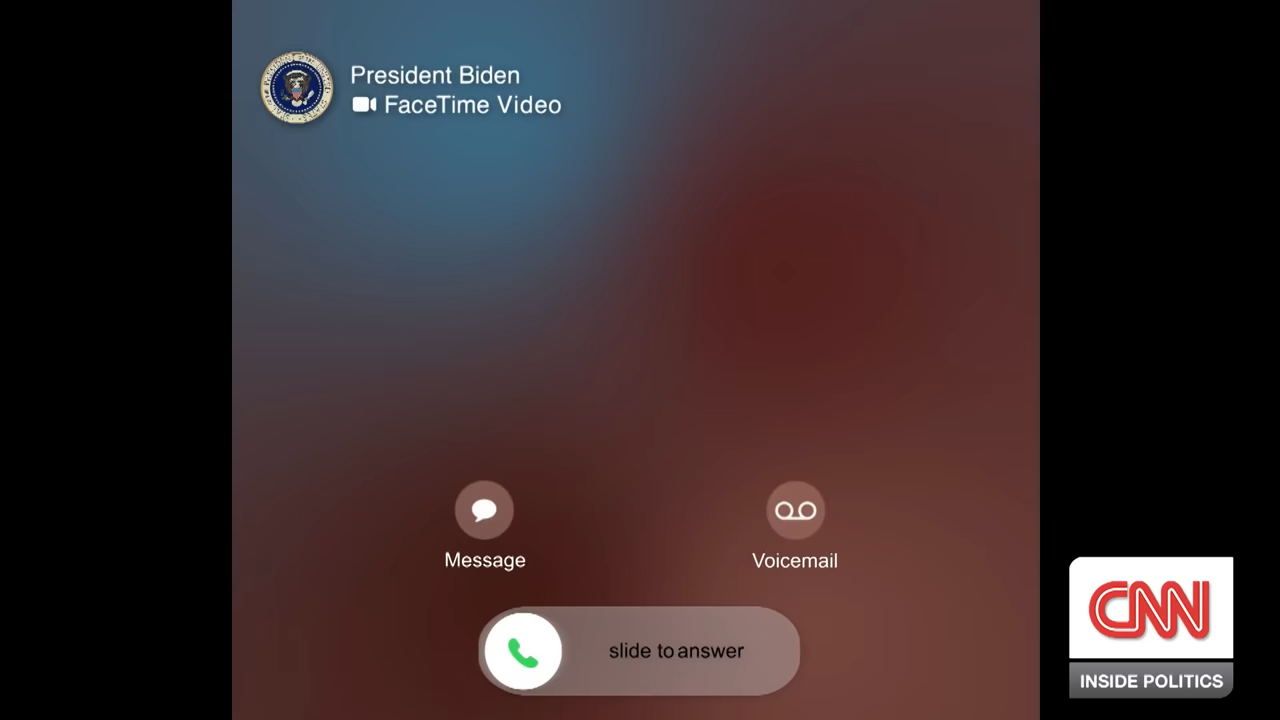 President Biden
FaceTime Video
Message
Voicemail
slide to answer
CNN
INSIDE POLITICS